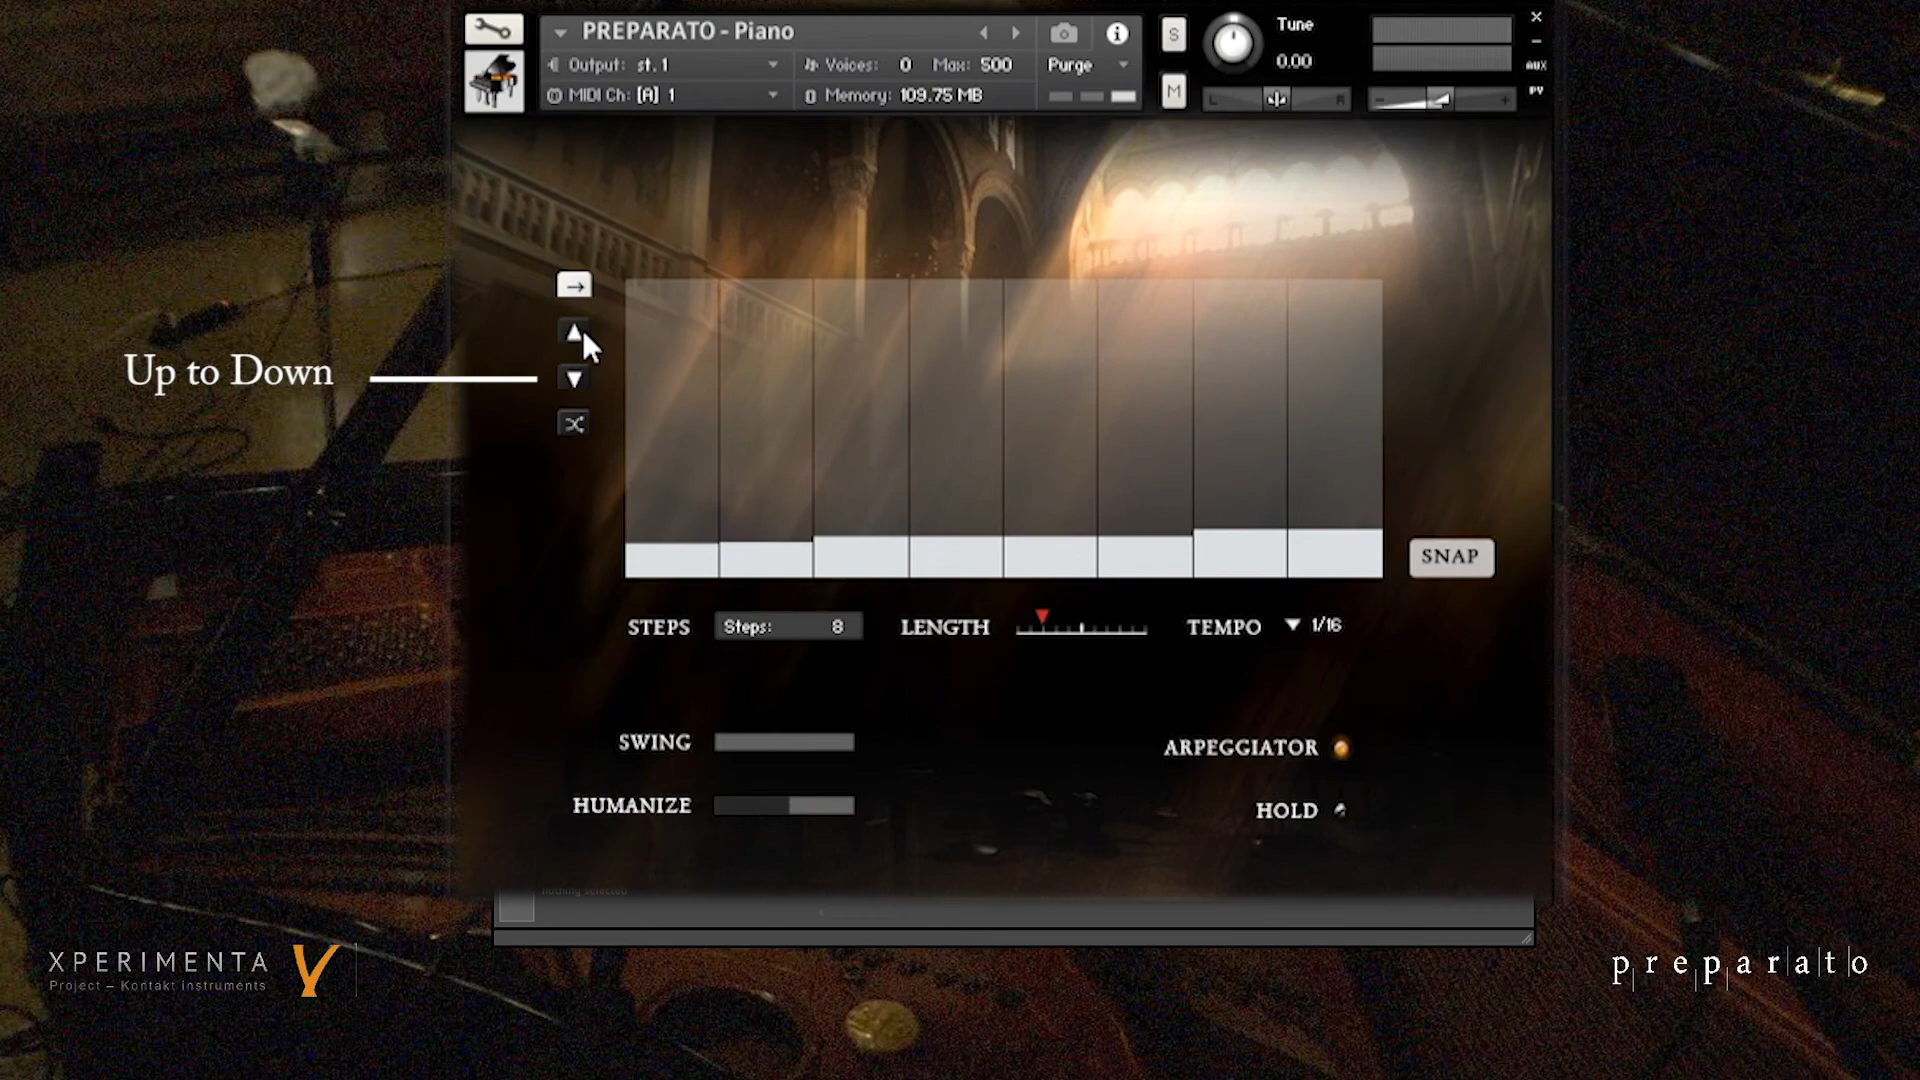 PREPARATO - Piano
Output: st. 1
Voices: 0 Max: 500
Purge
MIDI Ch: [A] 1
Memory: 109.75 MB
S
M
Tune
0.00
L
R
AUX
PV
Up to Down
SNAP
STEPS
Steps: 8
LENGTH
TEMPO
1/16
SWING
HUMANIZE
ARPEGGIATOR
HOLD
nothing selected
XPERIMENTA
Project – Kontakt Instruments
preparato